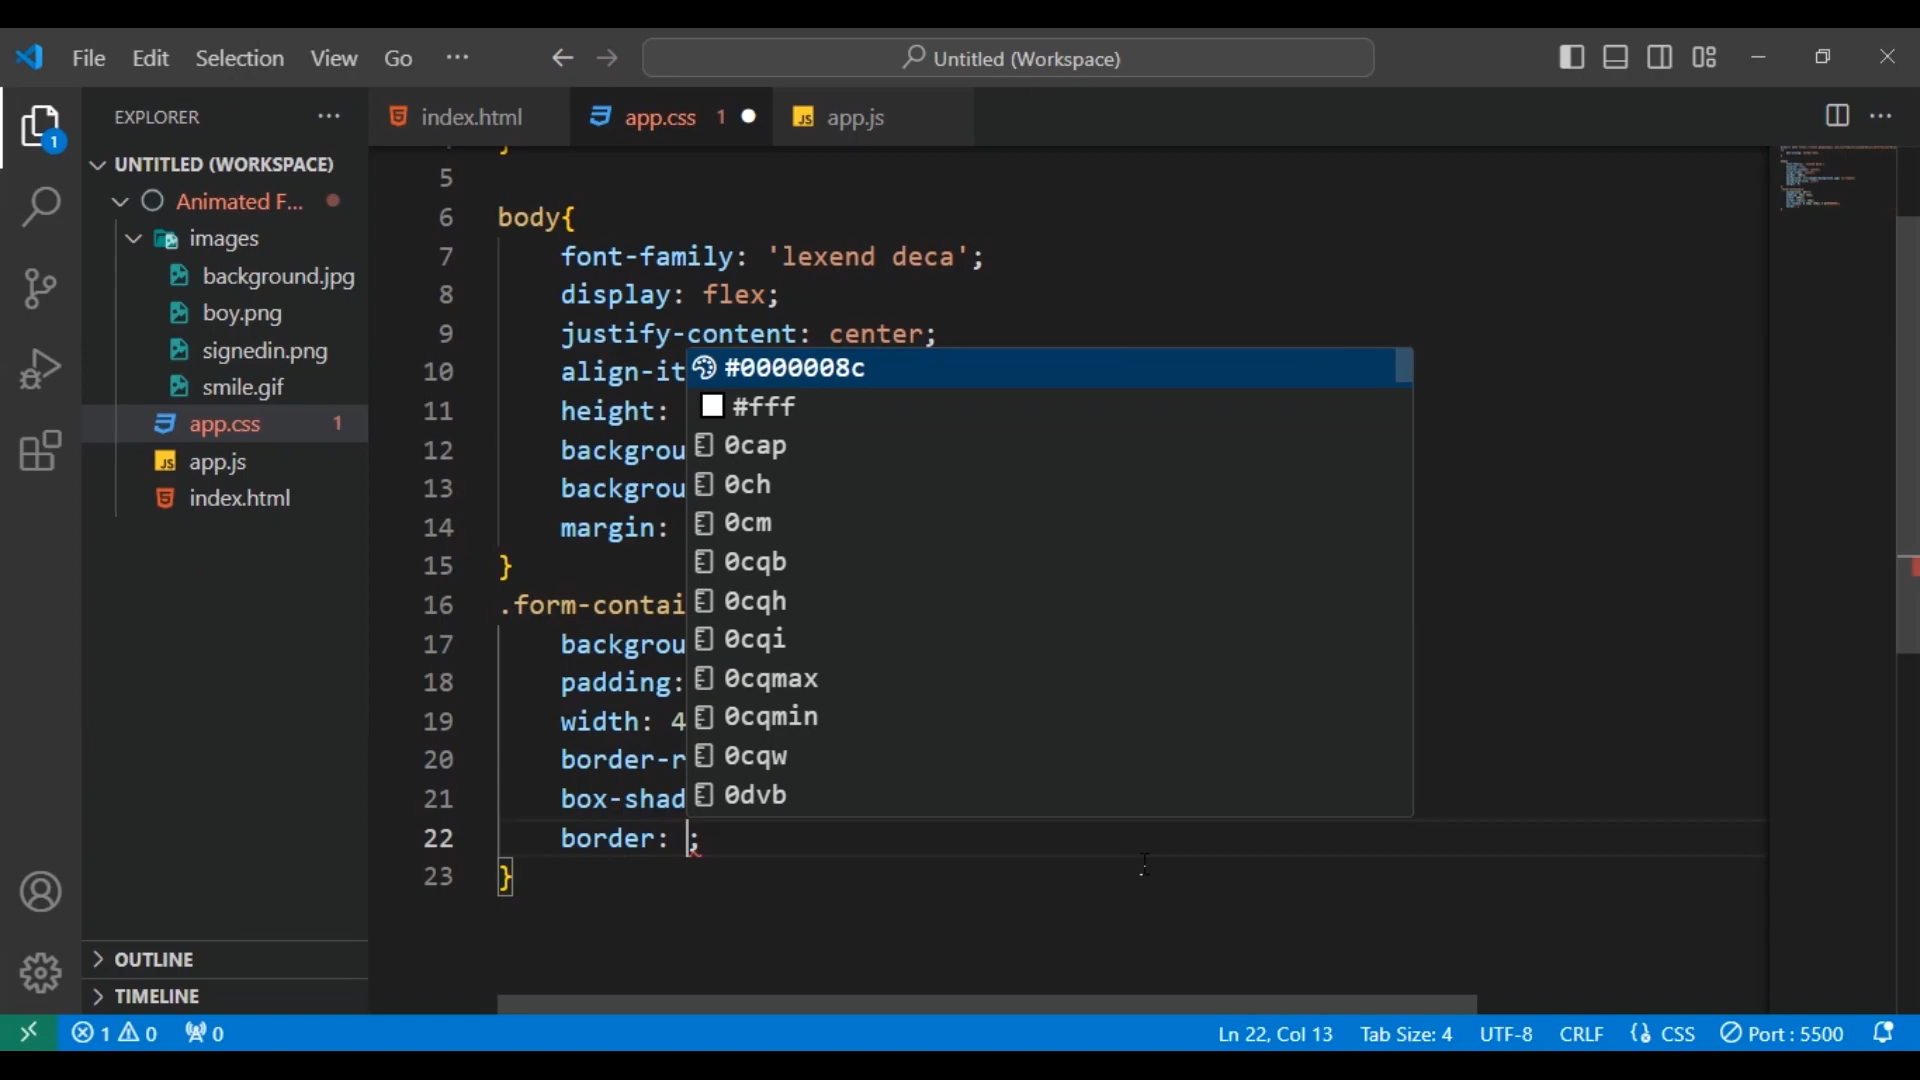 File Edit Selection View Go ···
Untitled (Workspace)
EXPLORER ···
index.html
app.css 1
JS app.js
···
1
UNTITLED (WORKSPACE)
Animated F...
images
background.jpg
boy.png
signedin.png
smile.gif
app.css 1
JS app.js
index.html
OUTLINE
TIMELINE
5
6 body{
7 font-family: 'lexend deca';
8 display: flex;
9 justify-content: center;
10 align-it
11 height:
12 backgrou
13 backgrou
14 margin:
15 }
16 .form-contai
17 backgrou
18 padding:
19 width: 4
20 border-r
21 box-shad
22 border: ;
23 }
#0000008c
#fff
0cap
0ch
0cm
0cqb
0cqh
0cqi
0cqmax
0cqmin
0cqw
0dvb
1 0 0
Ln 22, Col 13 Tab Size: 4 UTF-8 CRLF CSS Port : 5500